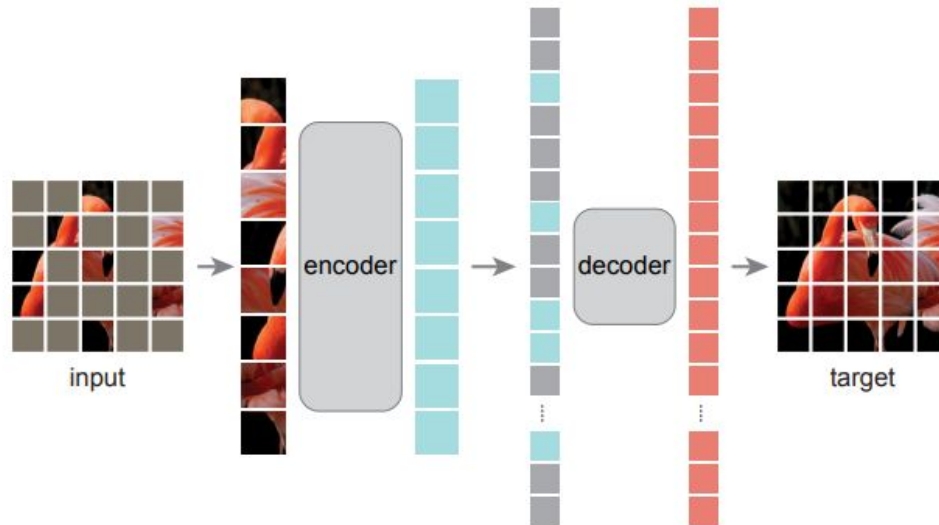 input
encoder
decoder
target